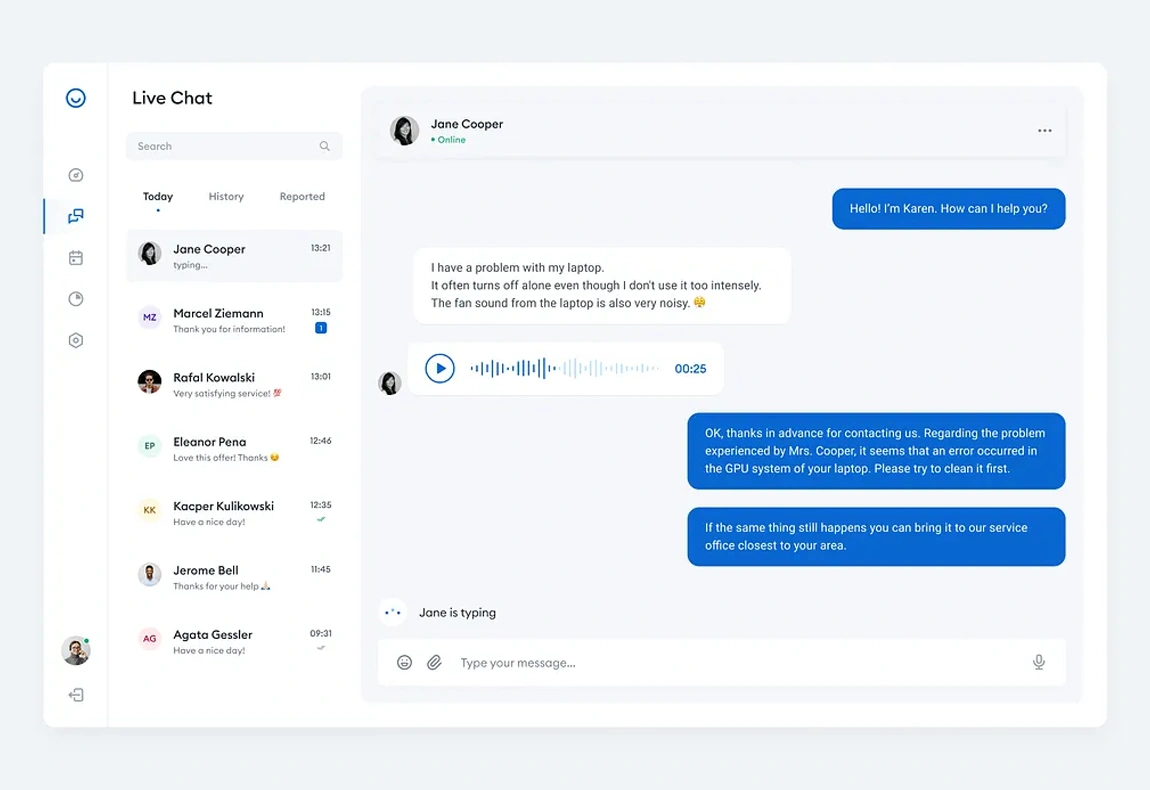 Live Chat
Search
Today
History
Reported
Jane Cooper
13:21
typing...
MZ
Marcel Ziemann
13:15
Thank you for information!
1
Rafal Kowalski
13:01
Very satisfying service! 💯
EP
Eleanor Pena
12:46
Love this offer! Thanks 😊
KK
Kacper Kulikowski
12:35
Have a nice day!
Jerome Bell
11:45
Thanks for your help 🙏🏻
AG
Agata Gessler
09:31
Have a nice day!
Jane Cooper
• Online
Hello! I'm Karen. How can I help you?
I have a problem with my laptop.
It often turns off alone even though I don't use it too intensely.
The fan sound from the laptop is also very noisy. 😤
00:25
OK, thanks in advance for contacting us. Regarding the problem
experienced by Mrs. Cooper, it seems that an error occurred in
the GPU system of your laptop. Please try to clean it first.
If the same thing still happens you can bring it to our service
office closest to your area.
Jane is typing
Type your message...